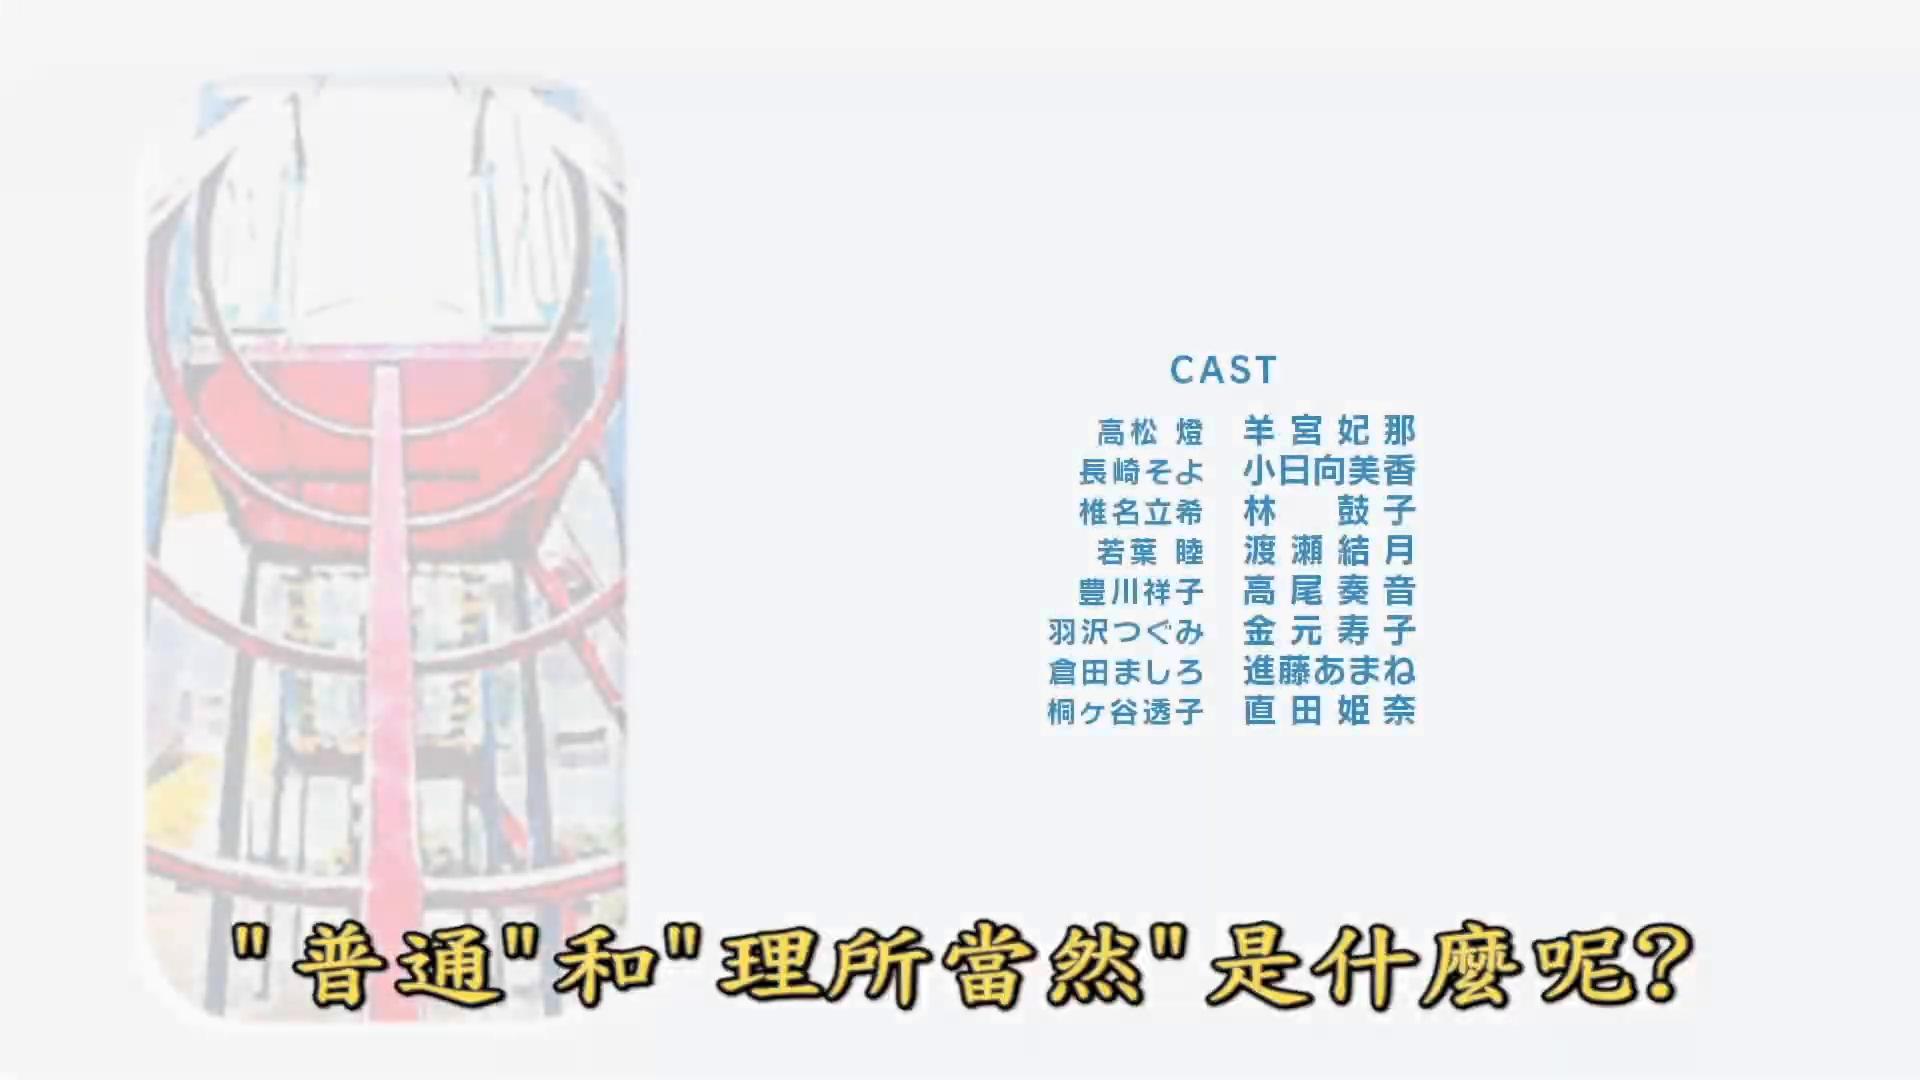 CAST
高松 燈 羊宮妃那
長崎そよ 小日向美香
椎名立希 林 鼓子
若葉 睦 渡瀬結月
豊川祥子 高尾奏音
羽沢つぐみ 金元寿子
倉田ましろ 進藤あまね
桐ヶ谷透子 直田姫奈
"普通"和"理所當然"是什麼呢?